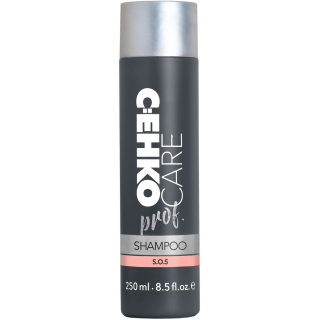 C:EHKO
prof.CARE
SHAMPOO
S.O.S
250 ml - 8.5 fl.oz. ℮